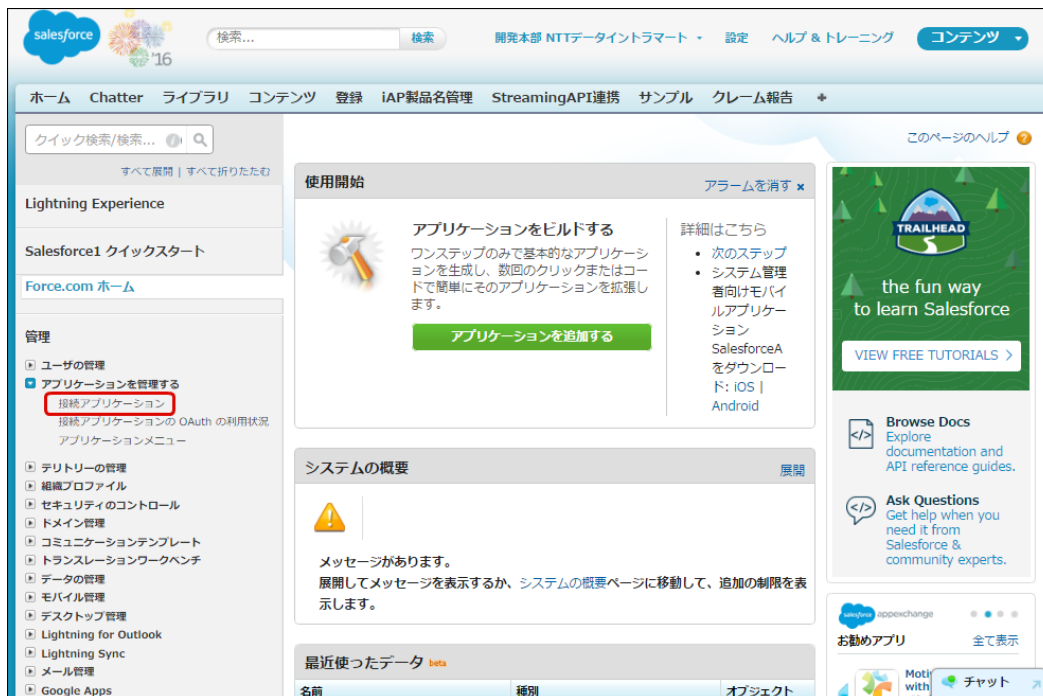 salesforce
'16
検索...
検索
開発本部 NTTデータイントラマート
設定
ヘルプ & トレーニング
コンテンツ
ホーム Chatter ライブラリ コンテンツ 登録 iAP製品名管理 StreamingAPI連携 サンプル クレーム報告 +
クイック検索/検索...
すべて展開 | すべて折りたたむ
Lightning Experience
Salesforce1 クイックスタート
Force.com ホーム
管理
ユーザの管理
アプリケーションを管理する
接続アプリケーション
接続アプリケーションの OAuth の利用状況
アプリケーションメニュー
テリトリーの管理
組織プロファイル
セキュリティのコントロール
ドメイン管理
コミュニケーションテンプレート
トランスレーションワークベンチ
データの管理
モバイル管理
デスクトップ管理
Lightning for Outlook
Lightning Sync
メール管理
Google Apps
このページのヘルプ ?
使用開始
アラームを消す ×
アプリケーションをビルドする
ワンステップのみで基本的なアプリケーシ
ョンを生成し、数回のクリックまたはコー
ドで簡単にそのアプリケーションを拡張し
ます。
アプリケーションを追加する
詳細はこちら
• 次のステップ
• システム管理
者向けモバイ
ルアプリケー
ション
SalesforceA
をダウンロー
ド: iOS |
Android
システムの概要
展開
メッセージがあります。
展開してメッセージを表示するか、システムの概要ページに移動して、追加の制限を表
示します。
最近使ったデータ beta
名前 種別 オブジェクト
TRAILHEAD
the fun way
to learn Salesforce
VIEW FREE TUTORIALS >
</>
Browse Docs
Explore
documentation and
API reference guides.
</>
Ask Questions
Get help when you
need it from
Salesforce &
community experts.
salesforce appexchange
お勧めアプリ
全て表示
with
チャット